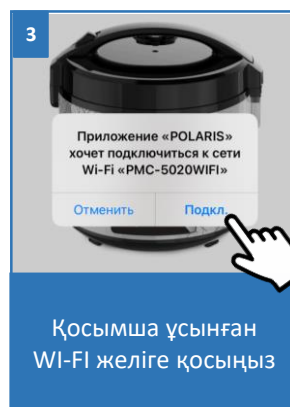 3
Приложение «POLARIS»
хочет подключиться к сети
Wi-Fi «PMC-5020WIFI»
Отменить Подкл.
Қосымша ұсынған
WI-FI желіге қосыңыз